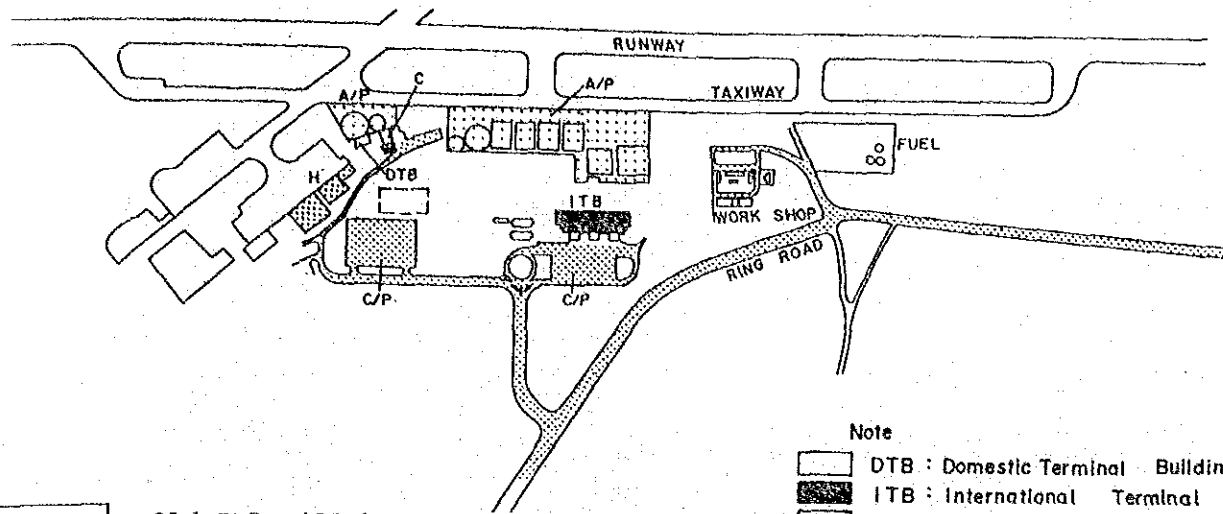 RUNWAY
C
A/P
A/P
TAXIWAY
FUEL
H
DTB
ITB
WORK SHOP
RING ROAD
C/P
C/P
Note
DTB : Domestic Terminal Buildin
ITB : International Terminal